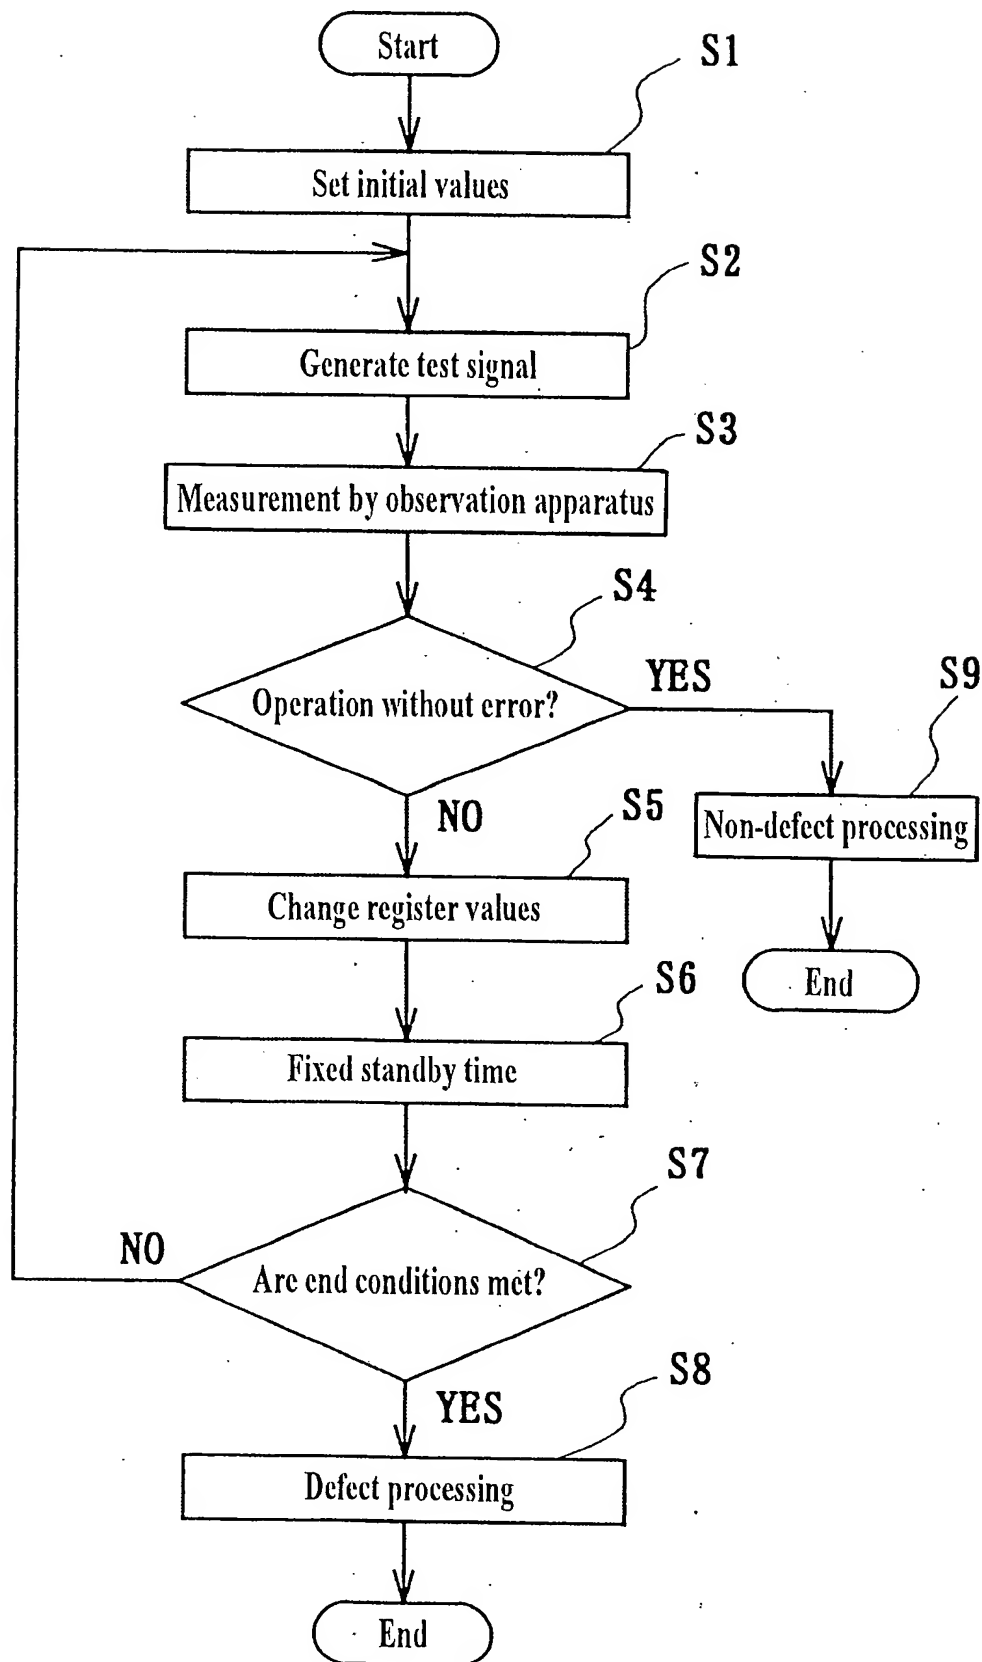 Start
S1
Set initial values
S2
Generate test signal
S3
Measurement by observation apparatus
S4
Operation without error?
YES
S9
Non-defect processing
End
NO
S5
Change register values
S6
Fixed standby time
S7
Are end conditions met?
NO
YES
S8
Defect processing
End